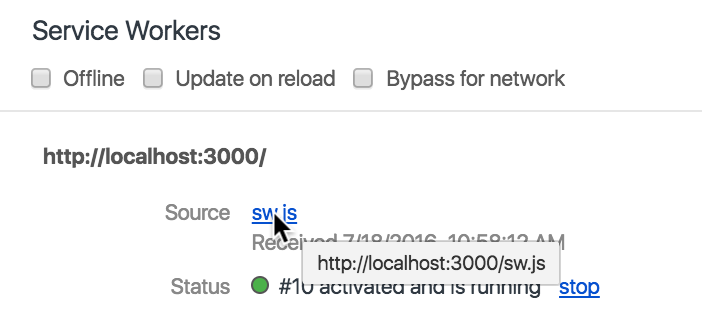 Service Workers
Offline Update on reload Bypass for network
http://localhost:3000/
Source sw.js
Received 7/18/2016, 10:58:12 AM
http://localhost:3000/sw.js
Status #10 activated and is running stop